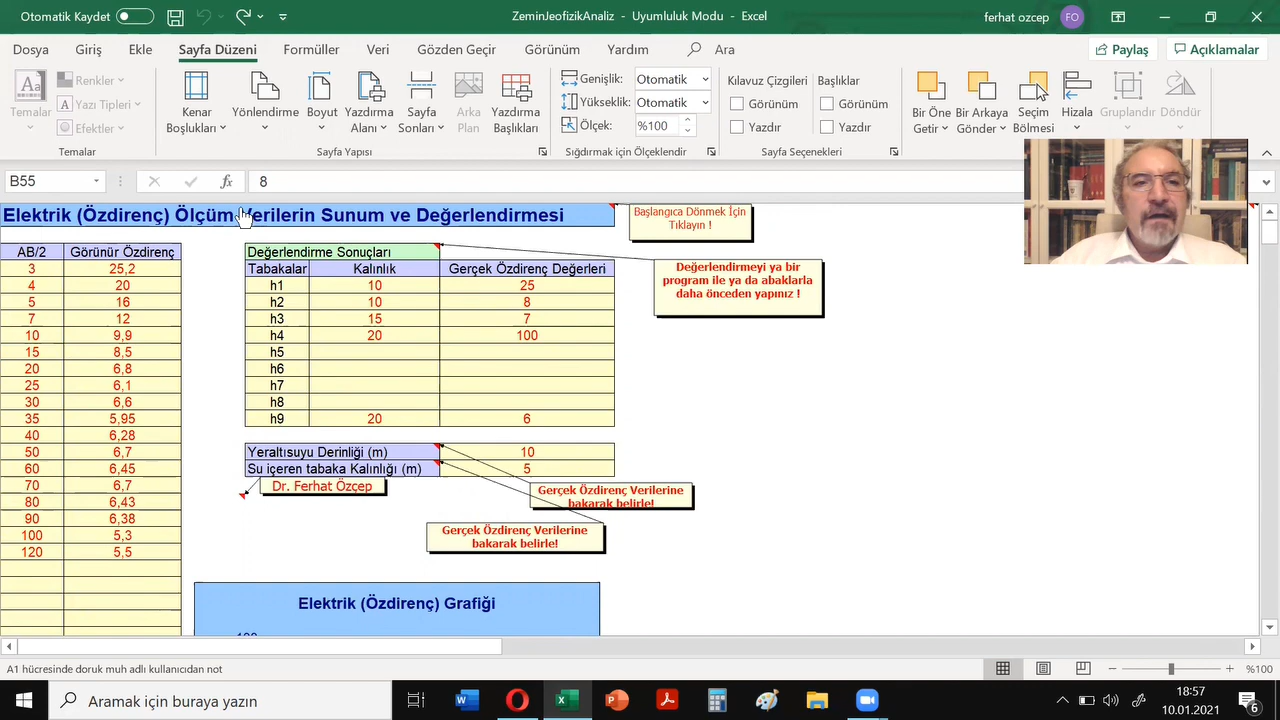 Otomatik Kaydet
ZeminJeofizikAnaliz - Uyumluluk Modu - Excel
ferhat ozcep FO
Dosya Giriş Ekle Sayfa Düzeni Formüller Veri Gözden Geçir Görünüm Yardım Ara Paylaş Açıklamalar
Aa Temalar
Renkler
A Yazı Tipleri
Efektler
Temalar
Kenar Boşlukları
Yönlendirme
Boyut
Yazdırma Alanı
Sayfa Sonları
Arka Plan
Yazdırma Başlıkları
Sayfa Yapısı
Genişlik: Otomatik
Yükseklik: Otomatik
Ölçek: %100
Sığdırmak için Ölçeklendir
Kılavuz Çizgileri Başlıklar
Görünüm Görünüm
Yazdır Yazdır
Sayfa Seçenekleri
Bir Öne Getir
Bir Arkaya Gönder
Seçim Bölmesi
Hizala
Gruplandır
Döndür
B55 fx 8
Elektrik (Özdirenç) Ölçüm Verilerin Sunum ve Değerlendirmesi
Başlangıca Dönmek İçin
Tıklayın !
AB/2 Görünür Özdirenç
3 25,2
4 20
5 16
7 12
10 9,9
15 8,5
20 6,8
25 6,1
30 6,6
35 5,95
40 6,28
50 6,7
60 6,45
70 6,7
80 6,43
90 6,38
100 5,3
120 5,5
Değerlendirme Sonuçları
Tabakalar Kalınlık Gerçek Özdirenç Değerleri
h1 10 25
h2 10 8
h3 15 7
h4 20 100
h5
h6
h7
h8
h9 20 6
Değerlendirmeyi ya bir
program ile ya da abaklarla
daha önceden yapınız !
Yeraltısuyu Derinliği (m) 10
Su içeren tabaka Kalınlığı (m) 5
Dr. Ferhat Özçep
Gerçek Özdirenç Verilerine
bakarak belirle!
Gerçek Özdirenç Verilerine
bakarak belirle!
Elektrik (Özdirenç) Grafiği
100
A1 hücresinde doruk muh adlı kullanıcıdan not
%100
Aramak için buraya yazın
18:57
10.01.2021
6